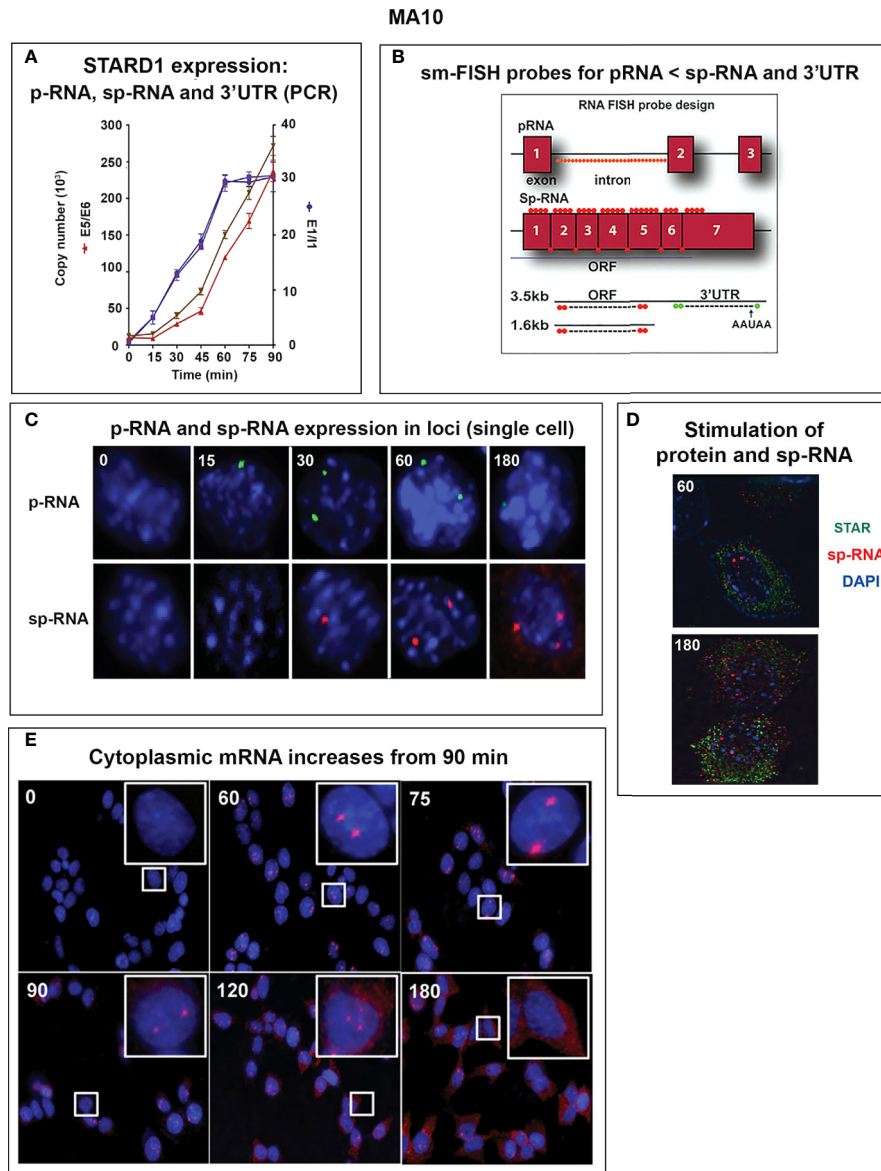 MA10
A
STARD1 expression:
p-RNA, sp-RNA and 3'UTR (PCR)
300
250
200
150
100
50
0
40
30
20
10
0
Copy number (10³)
E5/E6
E1/I1
0 15 30 45 60 75 90
Time (min)
B
sm-FISH probes for pRNA < sp-RNA and 3'UTR
RNA FISH probe design
pRNA
1 2 3
exon intron
Sp-RNA
1 2 3 4 5 6 7
ORF
3.5kb ORF 3'UTR
1.6kb AAUAA
C
p-RNA and sp-RNA expression in loci (single cell)
0 15 30 60 180
p-RNA
sp-RNA
D
Stimulation of
protein and sp-RNA
60
STAR
sp-RNA
DAPI
180
E
Cytoplasmic mRNA increases from 90 min
0 60 75
90 120 180